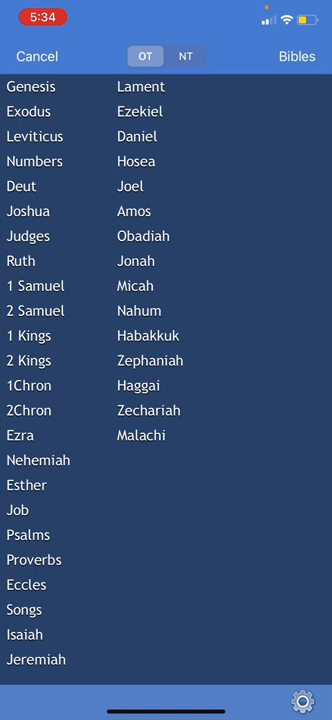 5:34
Cancel OT NT Bibles
Genesis
Exodus
Leviticus
Numbers
Deut
Joshua
Judges
Ruth
1 Samuel
2 Samuel
1 Kings
2 Kings
1Chron
2Chron
Ezra
Nehemiah
Esther
Job
Psalms
Proverbs
Eccles
Songs
Isaiah
Jeremiah
Lament
Ezekiel
Daniel
Hosea
Joel
Amos
Obadiah
Jonah
Micah
Nahum
Habakkuk
Zephaniah
Haggai
Zechariah
Malachi